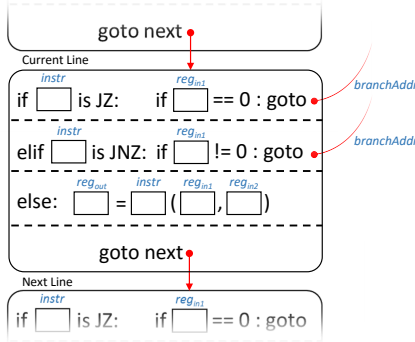 goto next
Current Line
instr reg_in1
if is JZ: if == 0 : goto
branchAddr
instr reg_in1
elif is JNZ: if != 0 : goto
branchAddr
reg_out instr reg_in1 reg_in2
else: = ( , )
goto next
Next Line
instr reg_in1
if is JZ: if == 0 : goto